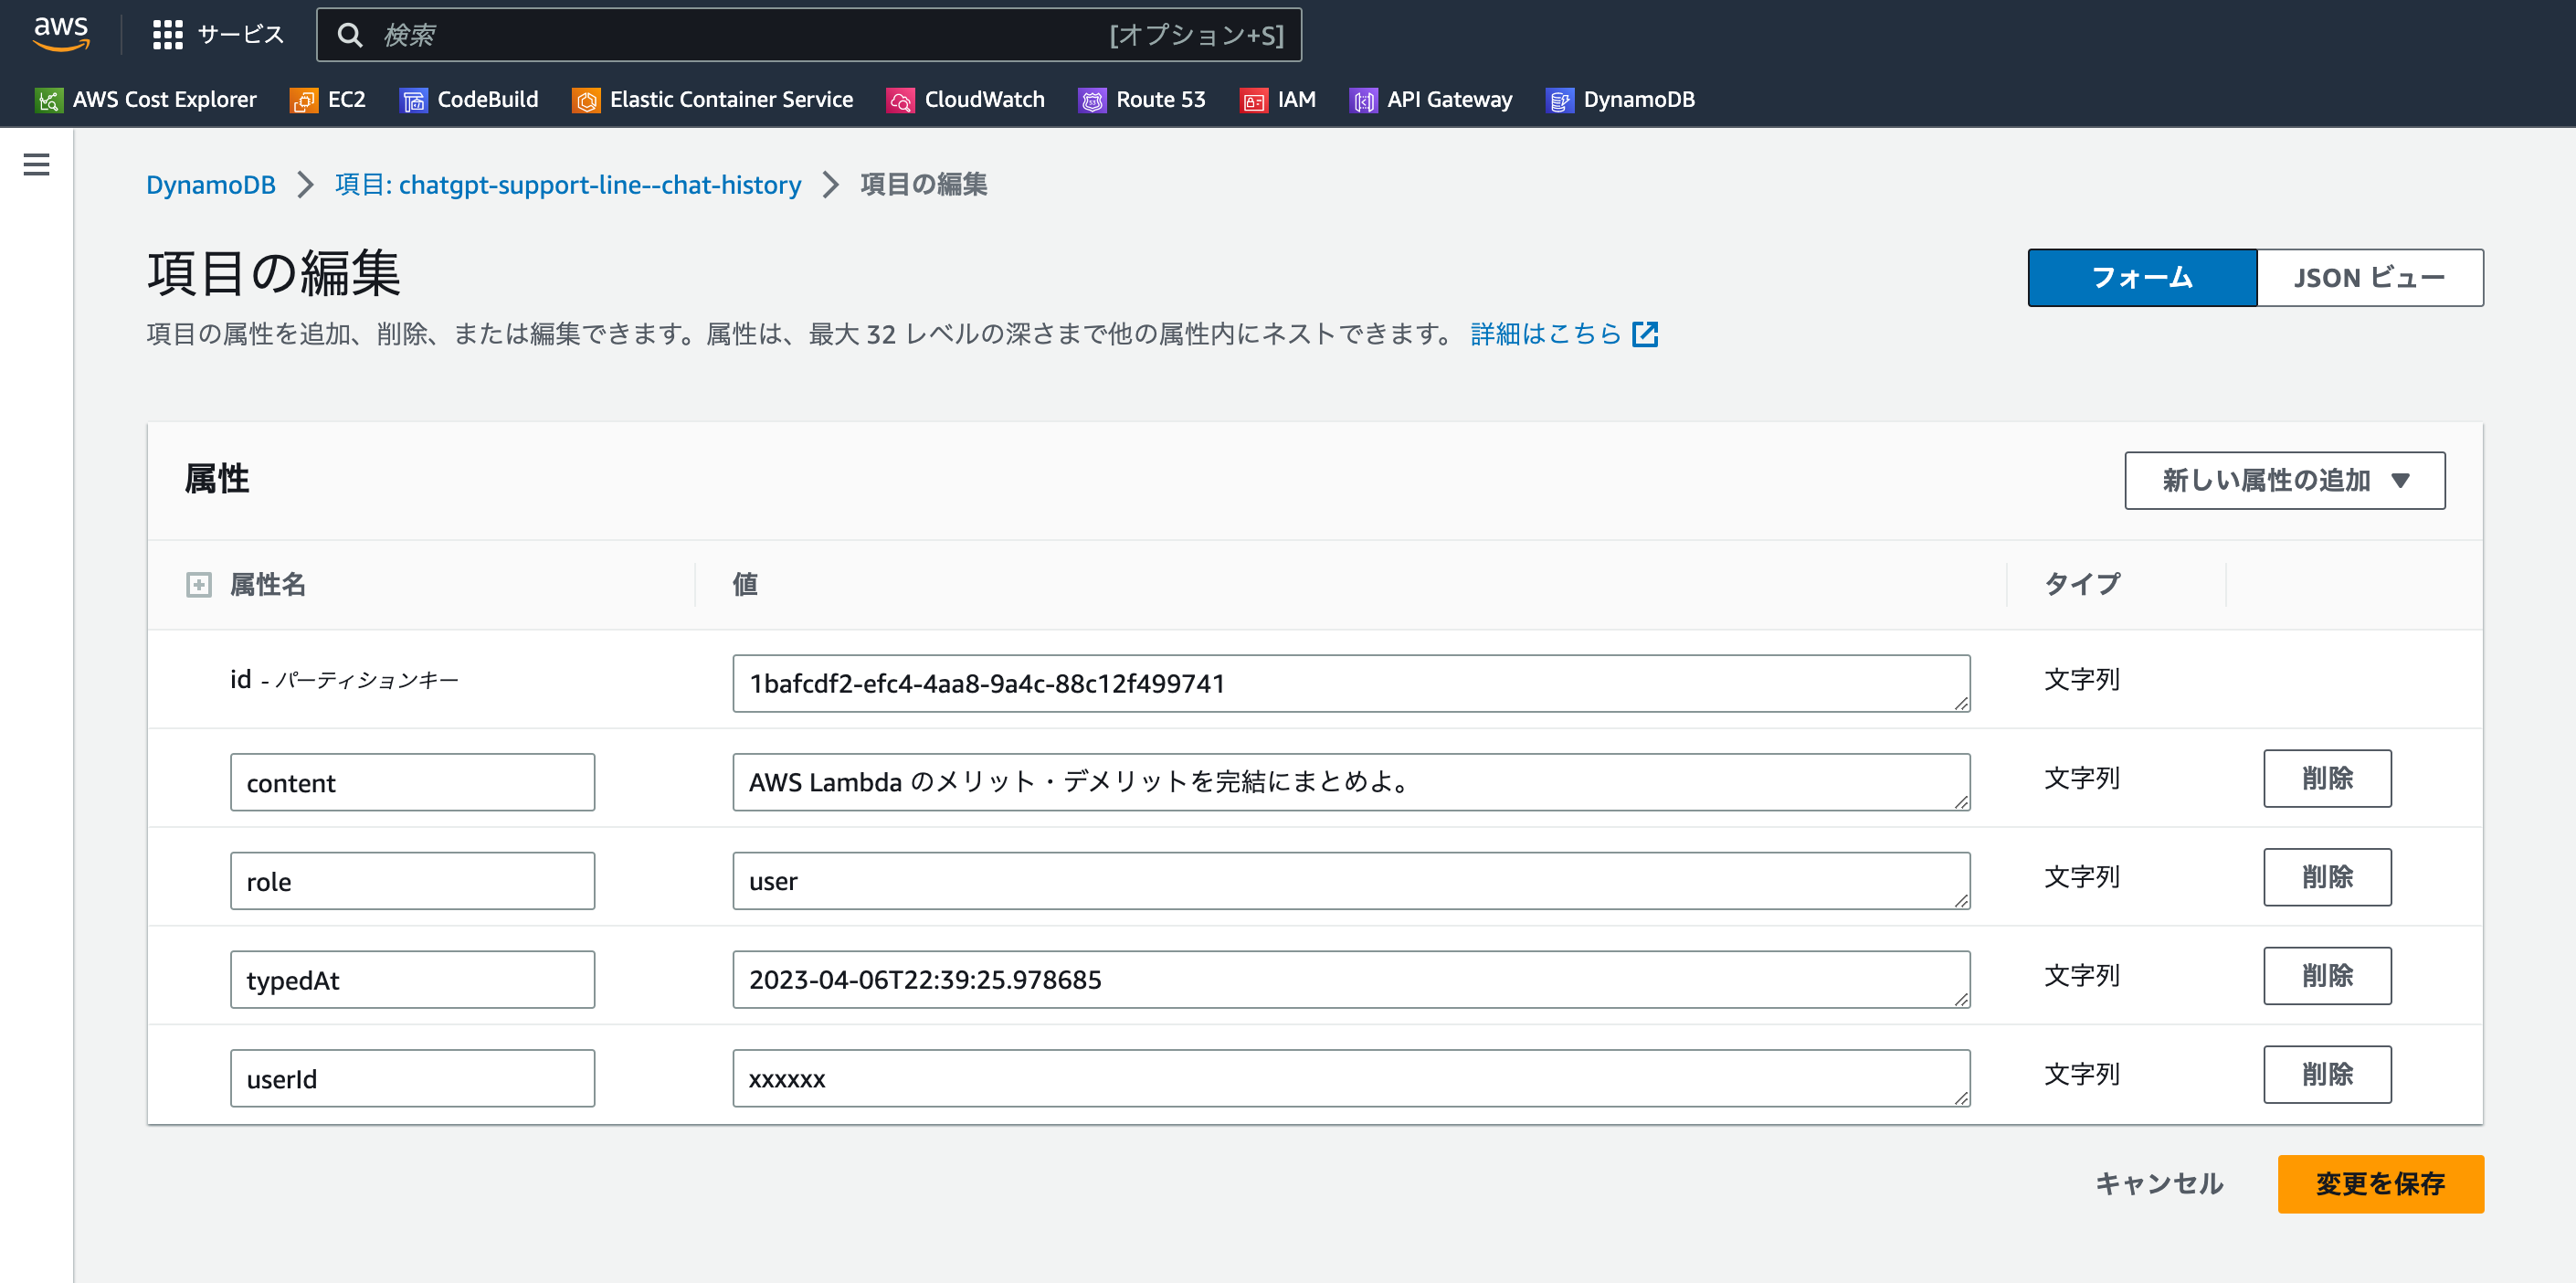 aws サービス 検索 [オプション+S]
AWS Cost Explorer EC2 CodeBuild Elastic Container Service CloudWatch Route 53 IAM API Gateway DynamoDB
DynamoDB 項目: chatgpt-support-line--chat-history 項目の編集
項目の編集
フォーム JSON ビュー
項目の属性を追加、削除、または編集できます。属性は、最大 32 レベルの深さまで他の属性内にネストできます。 詳細はこちら
属性
新しい属性の追加
属性名 値 タイプ
id - パーティションキー 1bafcdf2-efc4-4aa8-9a4c-88c12f499741 文字列
content AWS Lambda のメリット・デメリットを完結にまとめよ。 文字列 削除
role user 文字列 削除
typedAt 2023-04-06T22:39:25.978685 文字列 削除
userId xxxxxx 文字列 削除
キャンセル 変更を保存